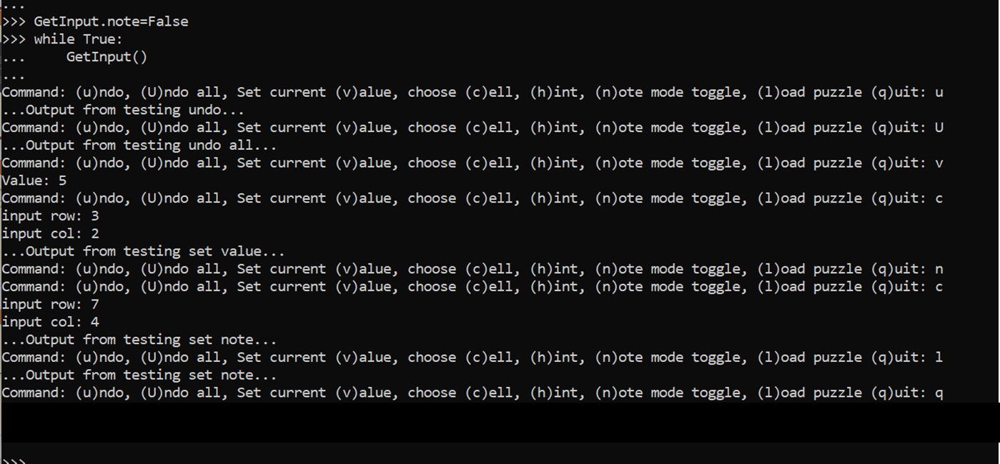 ...
>>> GetInput.note=False
>>> while True:
...     GetInput()
...
Command: (u)ndo, (U)ndo all, Set current (v)alue, choose (c)ell, (h)int, (n)ote mode toggle, (l)oad puzzle (q)uit: u
...Output from testing undo...
Command: (u)ndo, (U)ndo all, Set current (v)alue, choose (c)ell, (h)int, (n)ote mode toggle, (l)oad puzzle (q)uit: U
...Output from testing undo all...
Command: (u)ndo, (U)ndo all, Set current (v)alue, choose (c)ell, (h)int, (n)ote mode toggle, (l)oad puzzle (q)uit: v
Value: 5
Command: (u)ndo, (U)ndo all, Set current (v)alue, choose (c)ell, (h)int, (n)ote mode toggle, (l)oad puzzle (q)uit: c
input row: 3
input col: 2
...Output from testing set value...
Command: (u)ndo, (U)ndo all, Set current (v)alue, choose (c)ell, (h)int, (n)ote mode toggle, (l)oad puzzle (q)uit: n
Command: (u)ndo, (U)ndo all, Set current (v)alue, choose (c)ell, (h)int, (n)ote mode toggle, (l)oad puzzle (q)uit: c
input row: 7
input col: 4
...Output from testing set note...
Command: (u)ndo, (U)ndo all, Set current (v)alue, choose (c)ell, (h)int, (n)ote mode toggle, (l)oad puzzle (q)uit: l
...Output from testing set note...
Command: (u)ndo, (U)ndo all, Set current (v)alue, choose (c)ell, (h)int, (n)ote mode toggle, (l)oad puzzle (q)uit: q
>>>